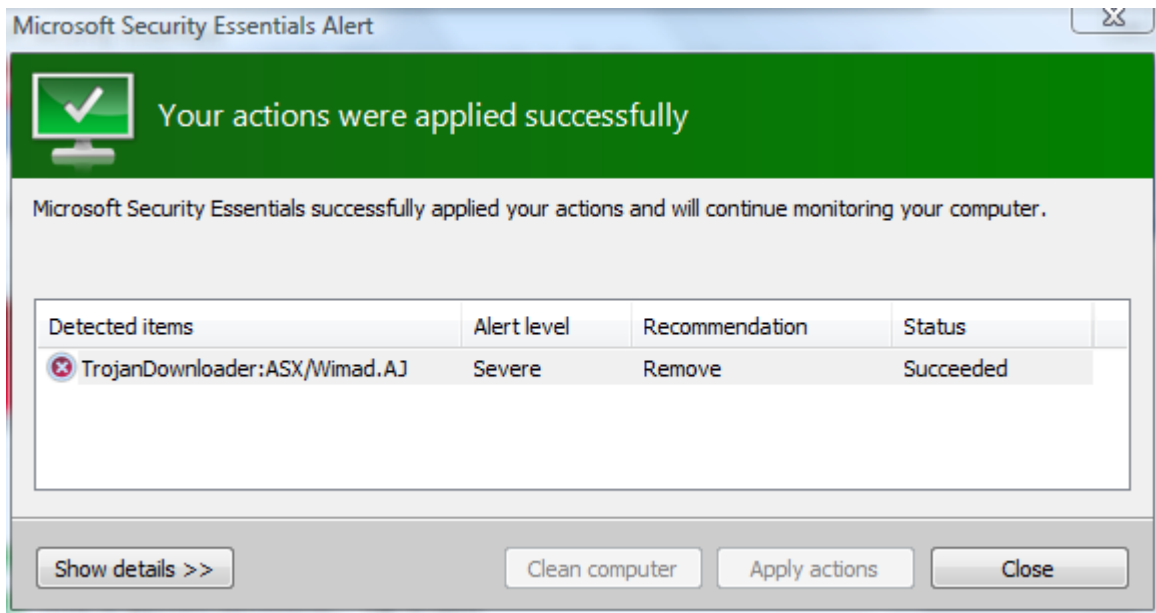 Microsoft Security Essentials Alert
Your actions were applied successfully
Microsoft Security Essentials successfully applied your actions and will continue monitoring your computer.
Detected items Alert level Recommendation Status
TrojanDownloader:ASX/Wimad.AJ Severe Remove Succeeded
Show details >> Clean computer Apply actions Close